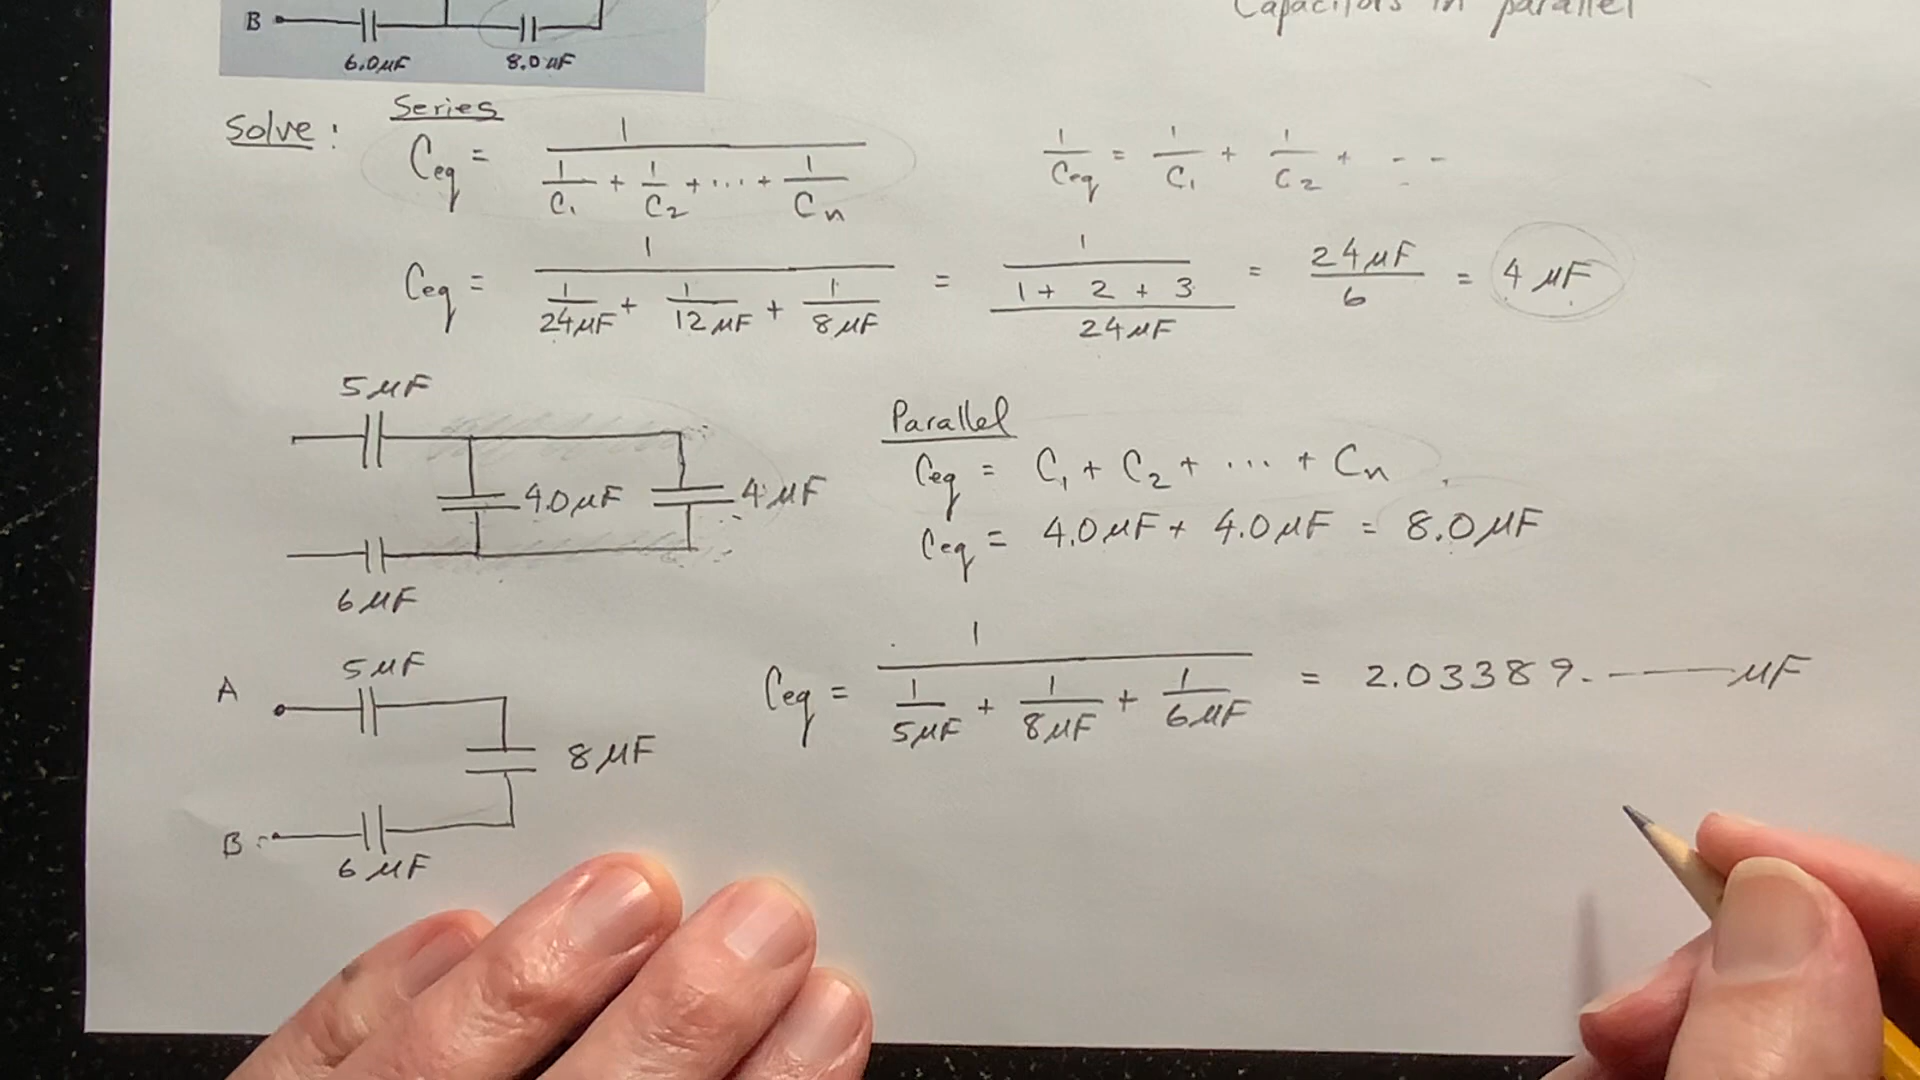 Capacitors in parallel
B
6.0μF 8.0μF
Solve:
Series
Ceq = 1 / (1/C1 + 1/C2 + ... + 1/Cn)
1/Ceq = 1/C1 + 1/C2 + - -
Ceq = 1 / (1/24μF + 1/12μF + 1/8μF) = 1 / ((1 + 2 + 3)/24μF) = 24μF/6 = 4 μF
5μF
4.0μF 4μF
6μF
Parallel
Ceq = C1 + C2 + ... + Cn
Ceq = 4.0μF + 4.0μF = 8.0μF
A 5μF
8μF
B 6μF
Ceq = 1 / (1/5μF + 1/8μF + 1/6μF) = 2.03389. — μF